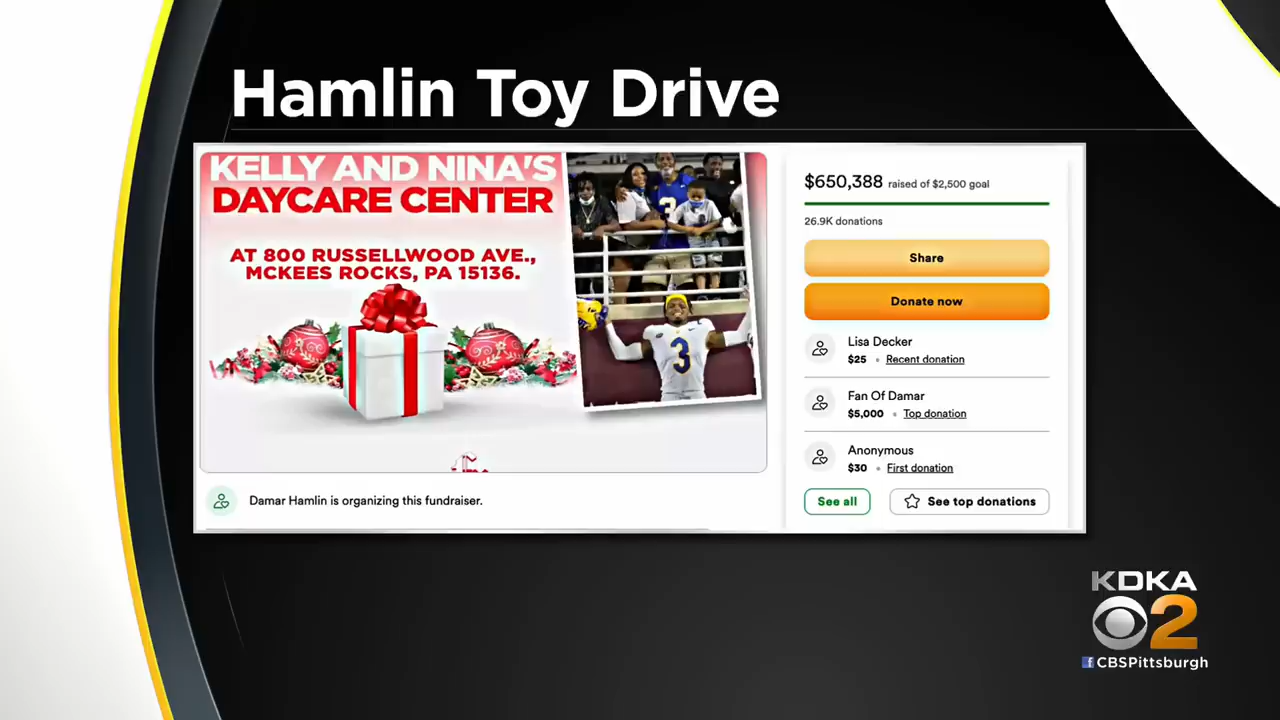 Hamlin Toy Drive
KELLY AND NINA'S
DAYCARE CENTER
AT 800 RUSSELLWOOD AVE.,
MCKEES ROCKS, PA 15136.
3
3
Damar Hamlin is organizing this fundraiser.
$650,388 raised of $2,500 goal
26.9K donations
Share
Donate now
Lisa Decker
$25 • Recent donation
Fan Of Damar
$5,000 • Top donation
Anonymous
$30 • First donation
See all
See top donations
KDKA
2
f CBSPittsburgh